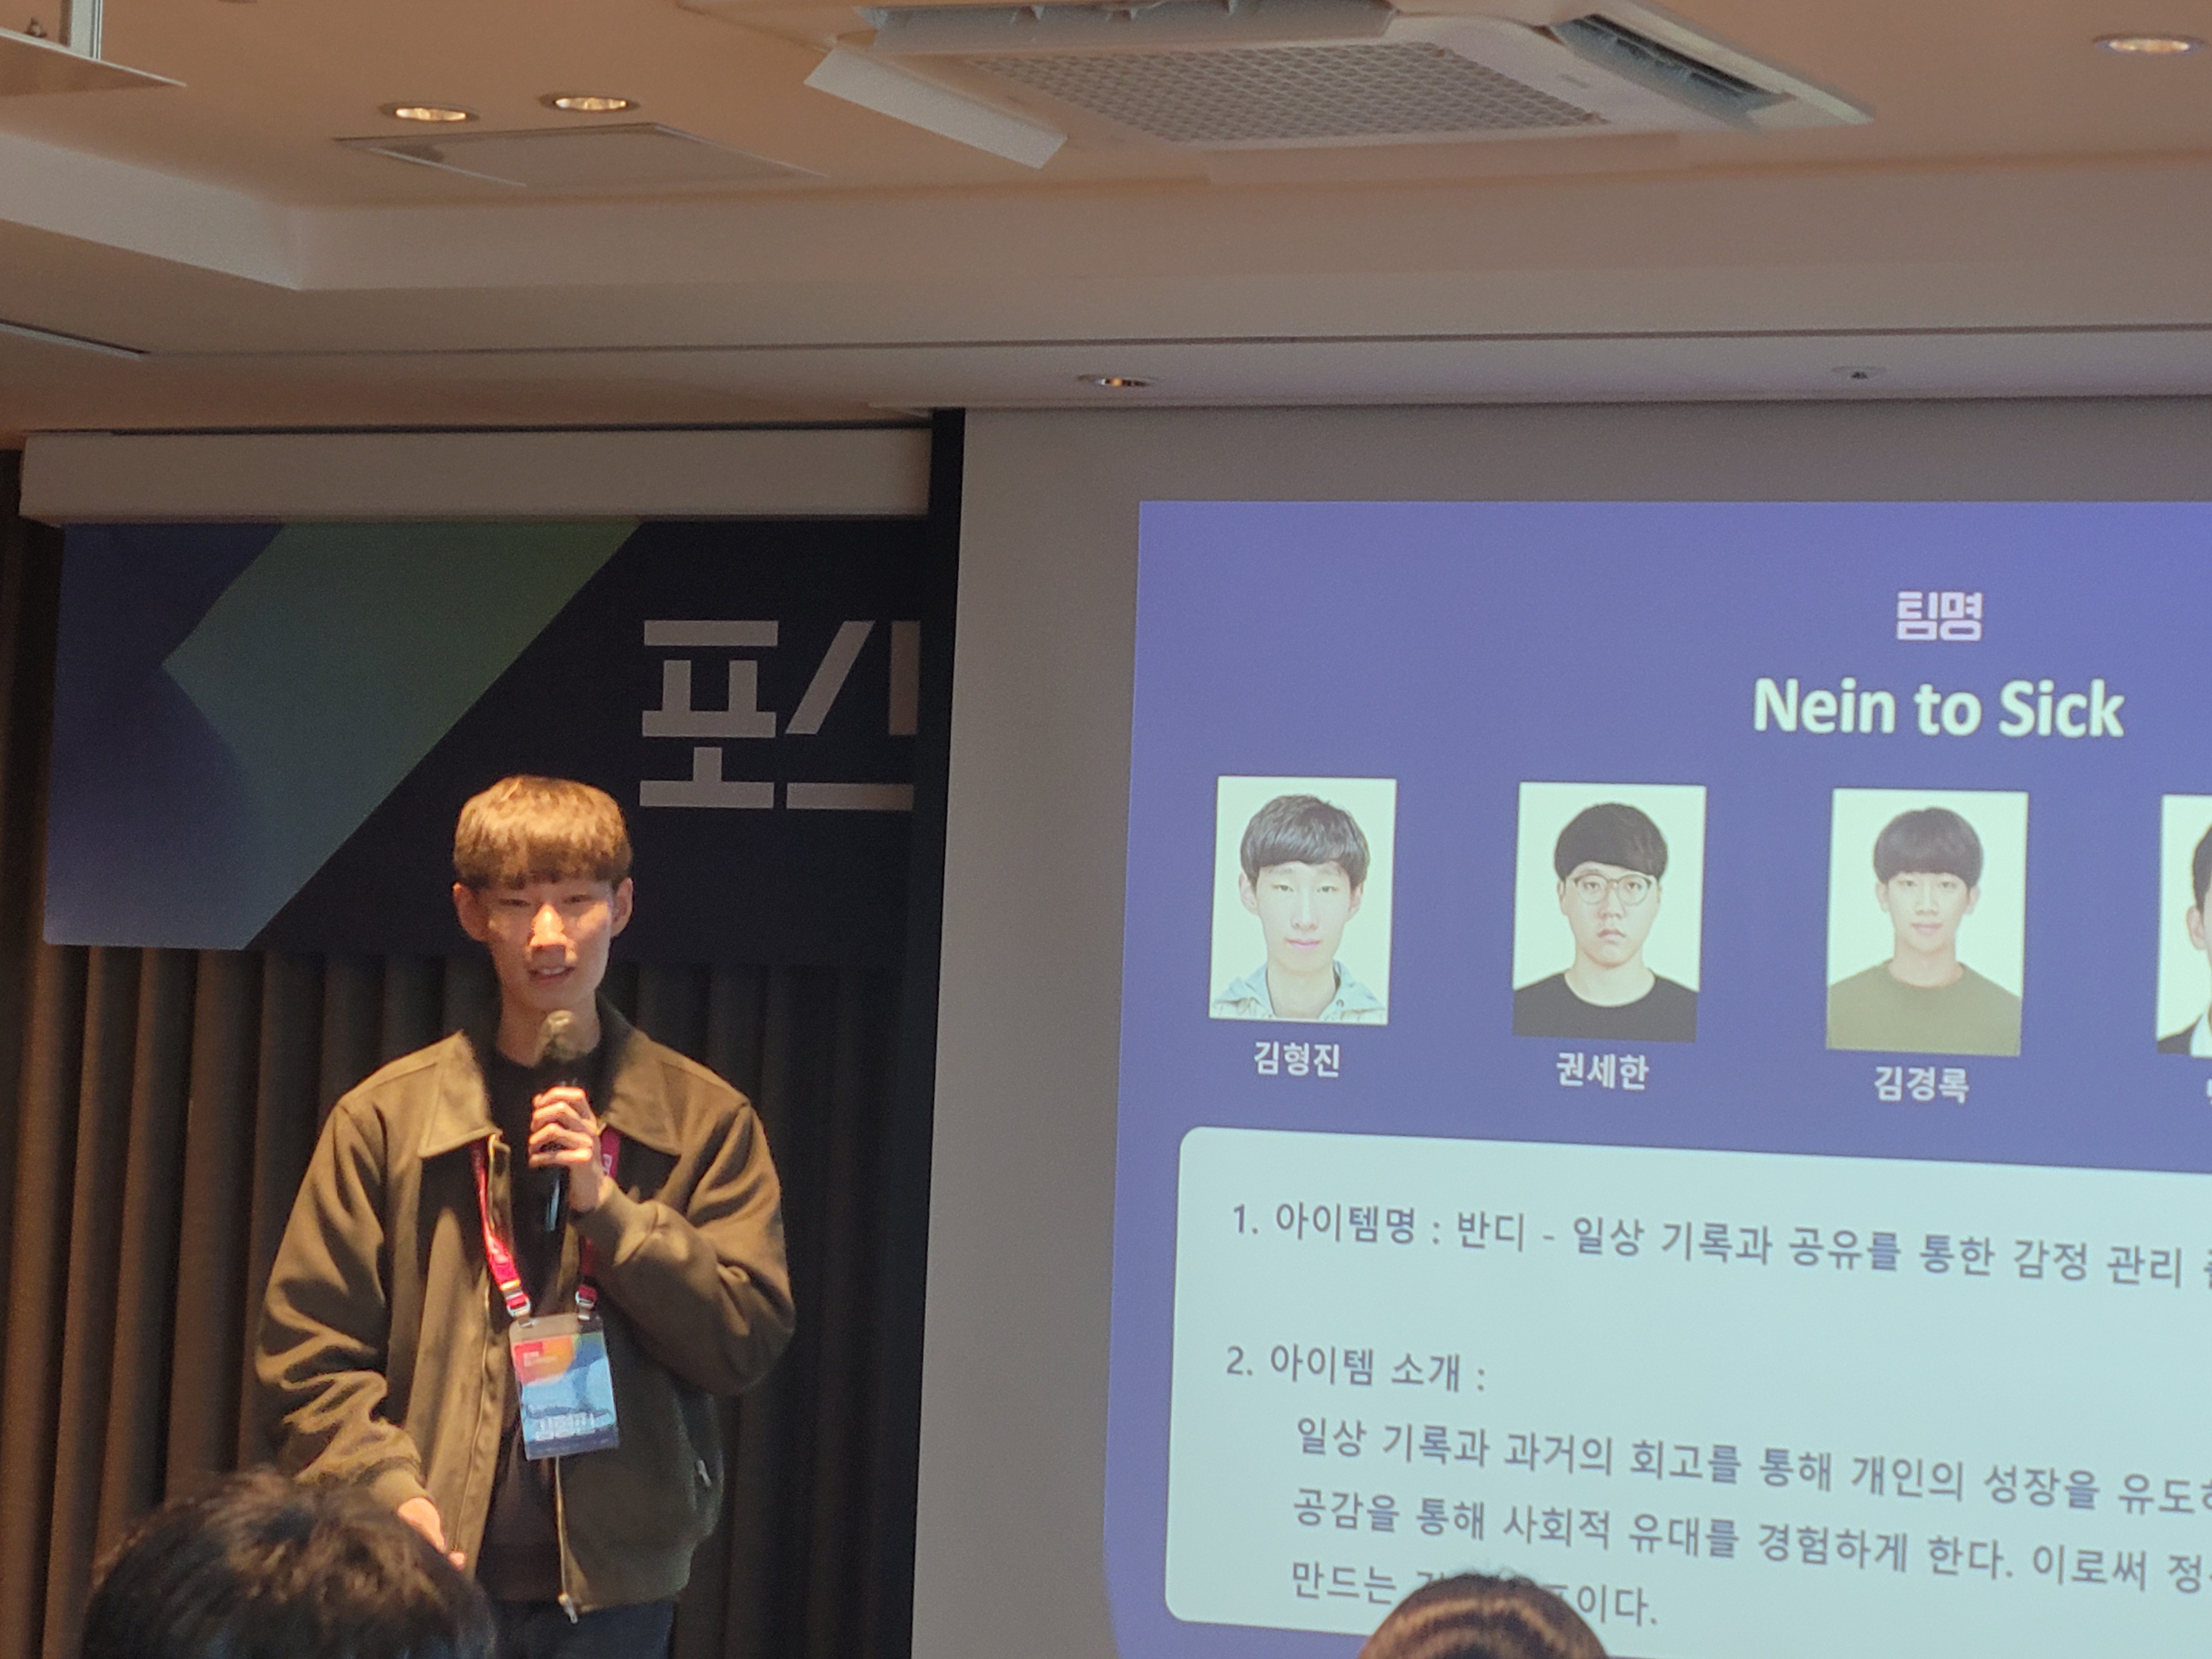 포스
팀명
Nein to Sick
김형진
권세한
김경록
1. 아이템명 : 반디 - 일상 기록과 공유를 통한 감정 관리
2. 아이템 소개 :
일상 기록과 과거의 회고를 통해 개인의 성장을 유도하
공감을 통해 사회적 유대를 경험하게 한다. 이로써 정
만드는
이다.